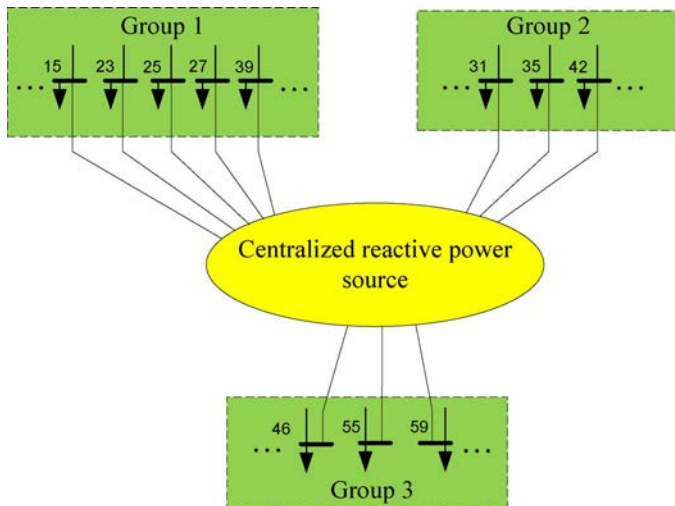 Group 1
15 23 25 27 39
... ...
Group 2
31 35 42
... ...
Centralized reactive power
source
46 55 59
... ...
Group 3